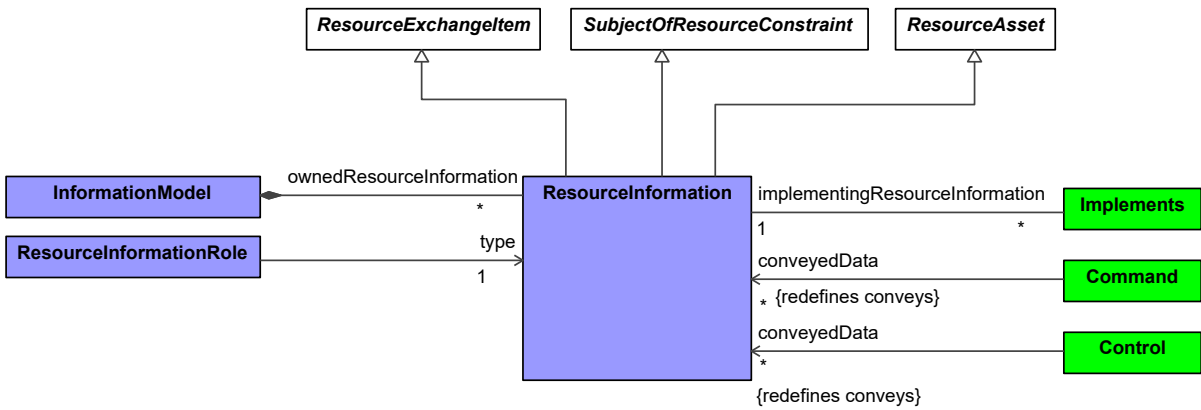 ResourceExchangeItem
SubjectOfResourceConstraint
ResourceAsset
InformationModel
ownedResourceInformation
*
ResourceInformation
implementingResourceInformation
1
*
Implements
ResourceInformationRole
type
1
conveyedData
* {redefines conveys}
Command
conveyedData
*
{redefines conveys}
Control